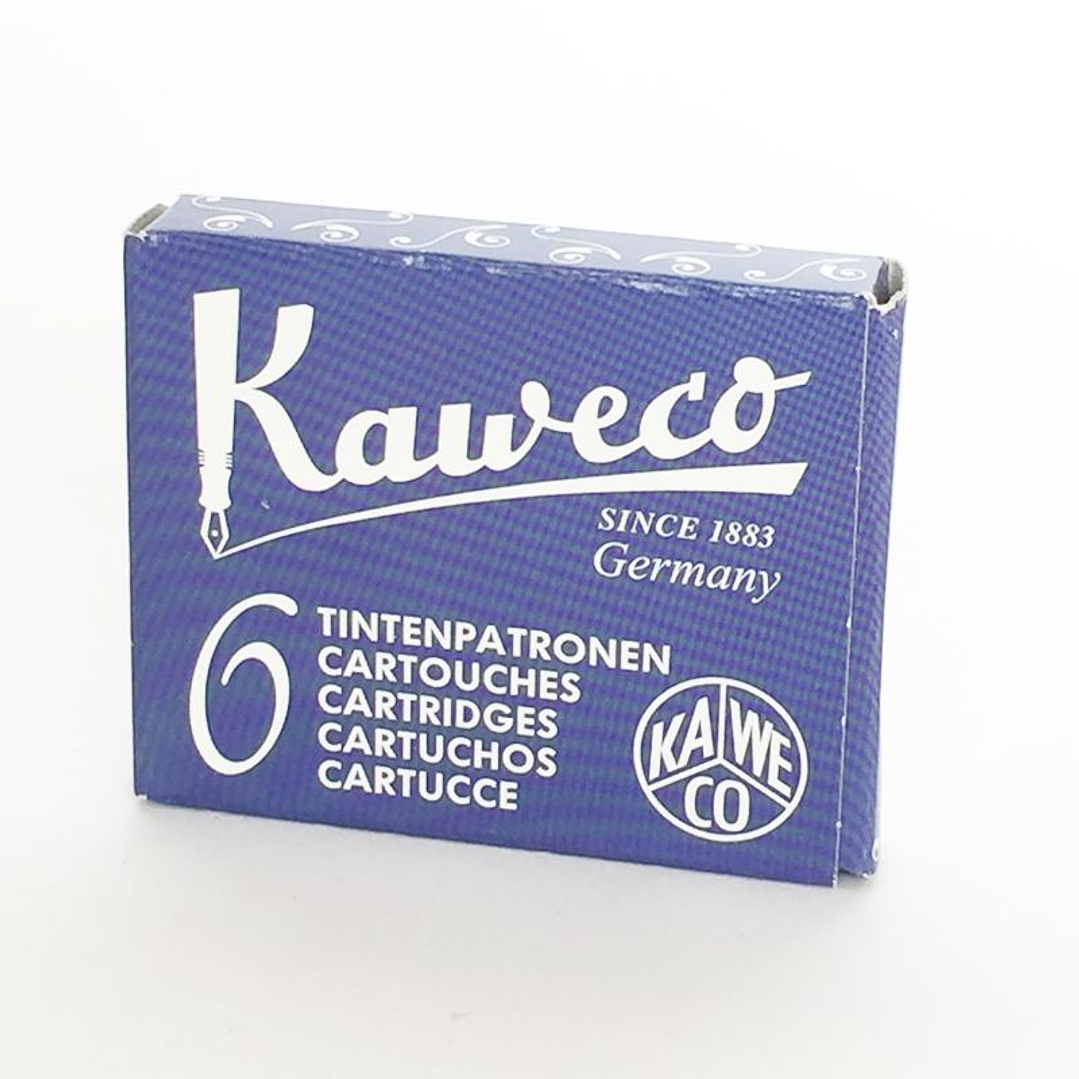 Kaweco
SINCE 1883
Germany
6
TINTENPATRONEN
CARTOUCHES
CARTRIDGES
CARTUCHOS
CARTUCCE
KA WE
CO